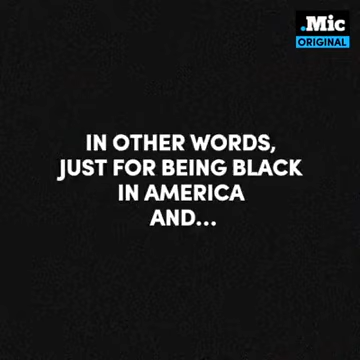 .Mic
ORIGINAL
IN OTHER WORDS,
JUST FOR BEING BLACK
IN AMERICA
AND...